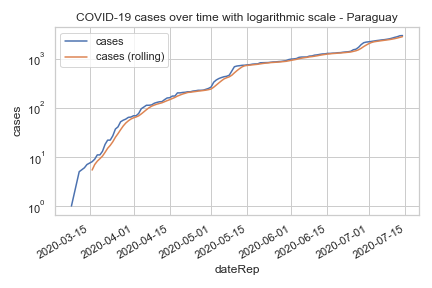 COVID-19 cases over time with logarithmic scale - Paraguay
cases
cases (rolling)
10³
10²
10¹
10⁰
cases
2020-03-15
2020-04-01
2020-04-15
2020-05-01
2020-05-15
2020-06-01
2020-06-15
2020-07-01
2020-07-15
dateRep